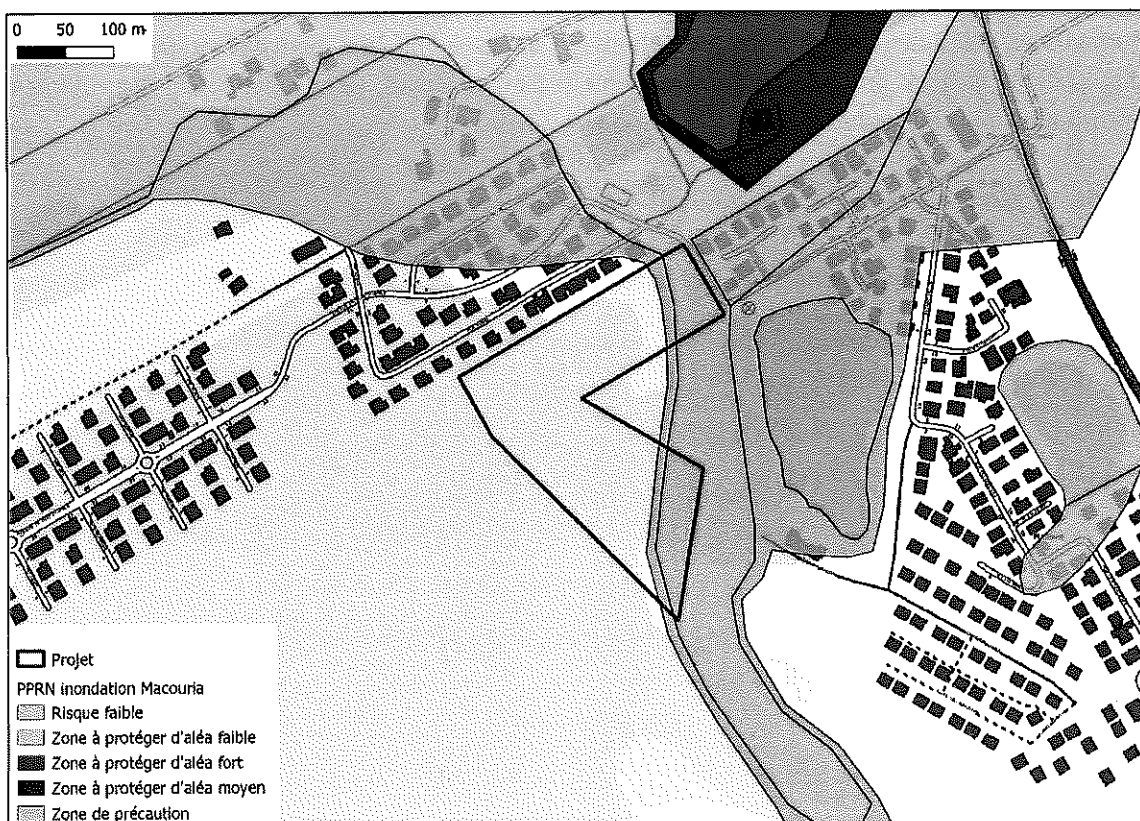 0 50 100 m
Projet
PPRN inondation Macouria
Risque faible
Zone à protéger d'aléa faible
Zone à protéger d'aléa fort
Zone à protéger d'aléa moyen
Zone de précaution